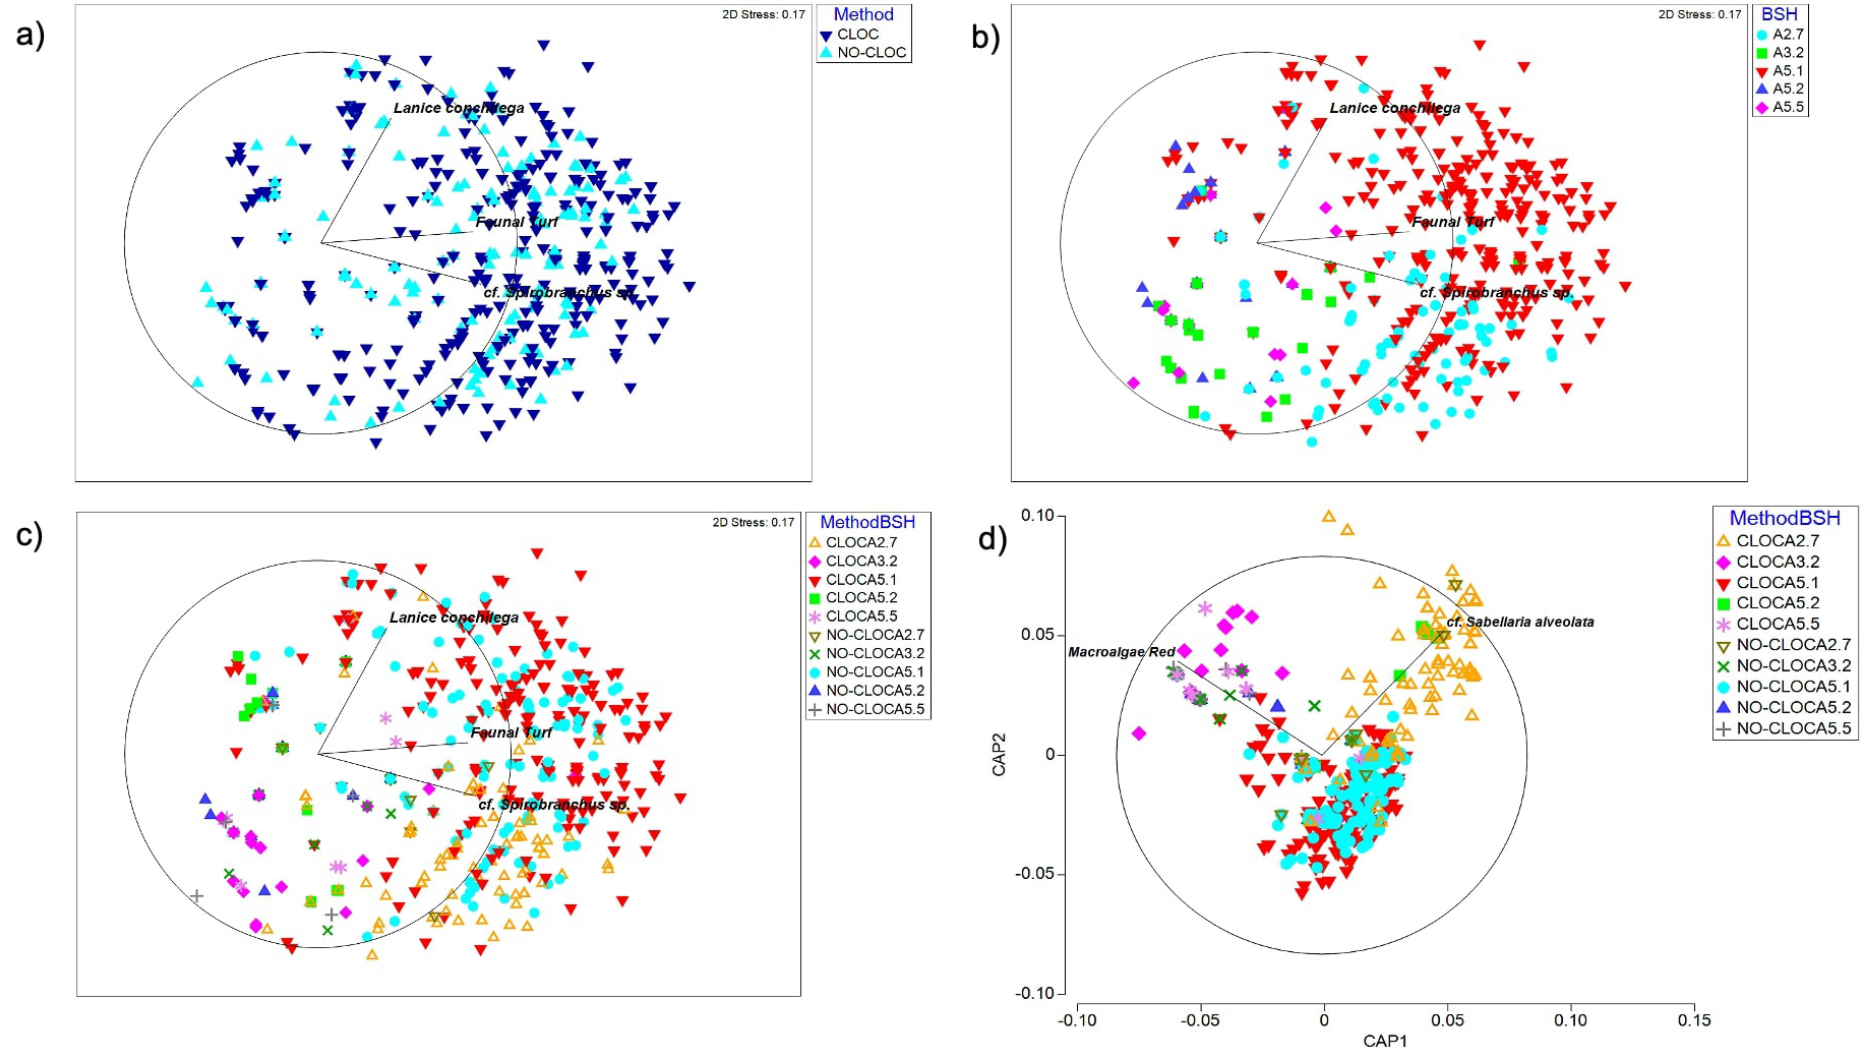 a)
2D Stress: 0.17
Method
CLOC
NO-CLOC
Lanice conchilega
Faunal Turf
cf. Spirobranchus sp.
b)
2D Stress: 0.17
BSH
A2.7
A3.2
A5.1
A5.2
A5.5
Lanice conchilega
Faunal Turf
cf. Spirobranchus sp.
c)
2D Stress: 0.17
MethodBSH
CLOCA2.7
CLOCA3.2
CLOCA5.1
CLOCA5.2
CLOCA5.5
NO-CLOCA2.7
NO-CLOCA3.2
NO-CLOCA5.1
NO-CLOCA5.2
NO-CLOCA5.5
Lanice conchilega
Faunal Turf
cf. Spirobranchus sp.
d)
MethodBSH
CLOCA2.7
CLOCA3.2
CLOCA5.1
CLOCA5.2
CLOCA5.5
NO-CLOCA2.7
NO-CLOCA3.2
NO-CLOCA5.1
NO-CLOCA5.2
NO-CLOCA5.5
cf. Sabellaria alveolata
Macroalgae Red
CAP2
0.10
0.05
0
-0.05
-0.10
-0.10
-0.05
0
0.05
0.10
0.15
CAP1